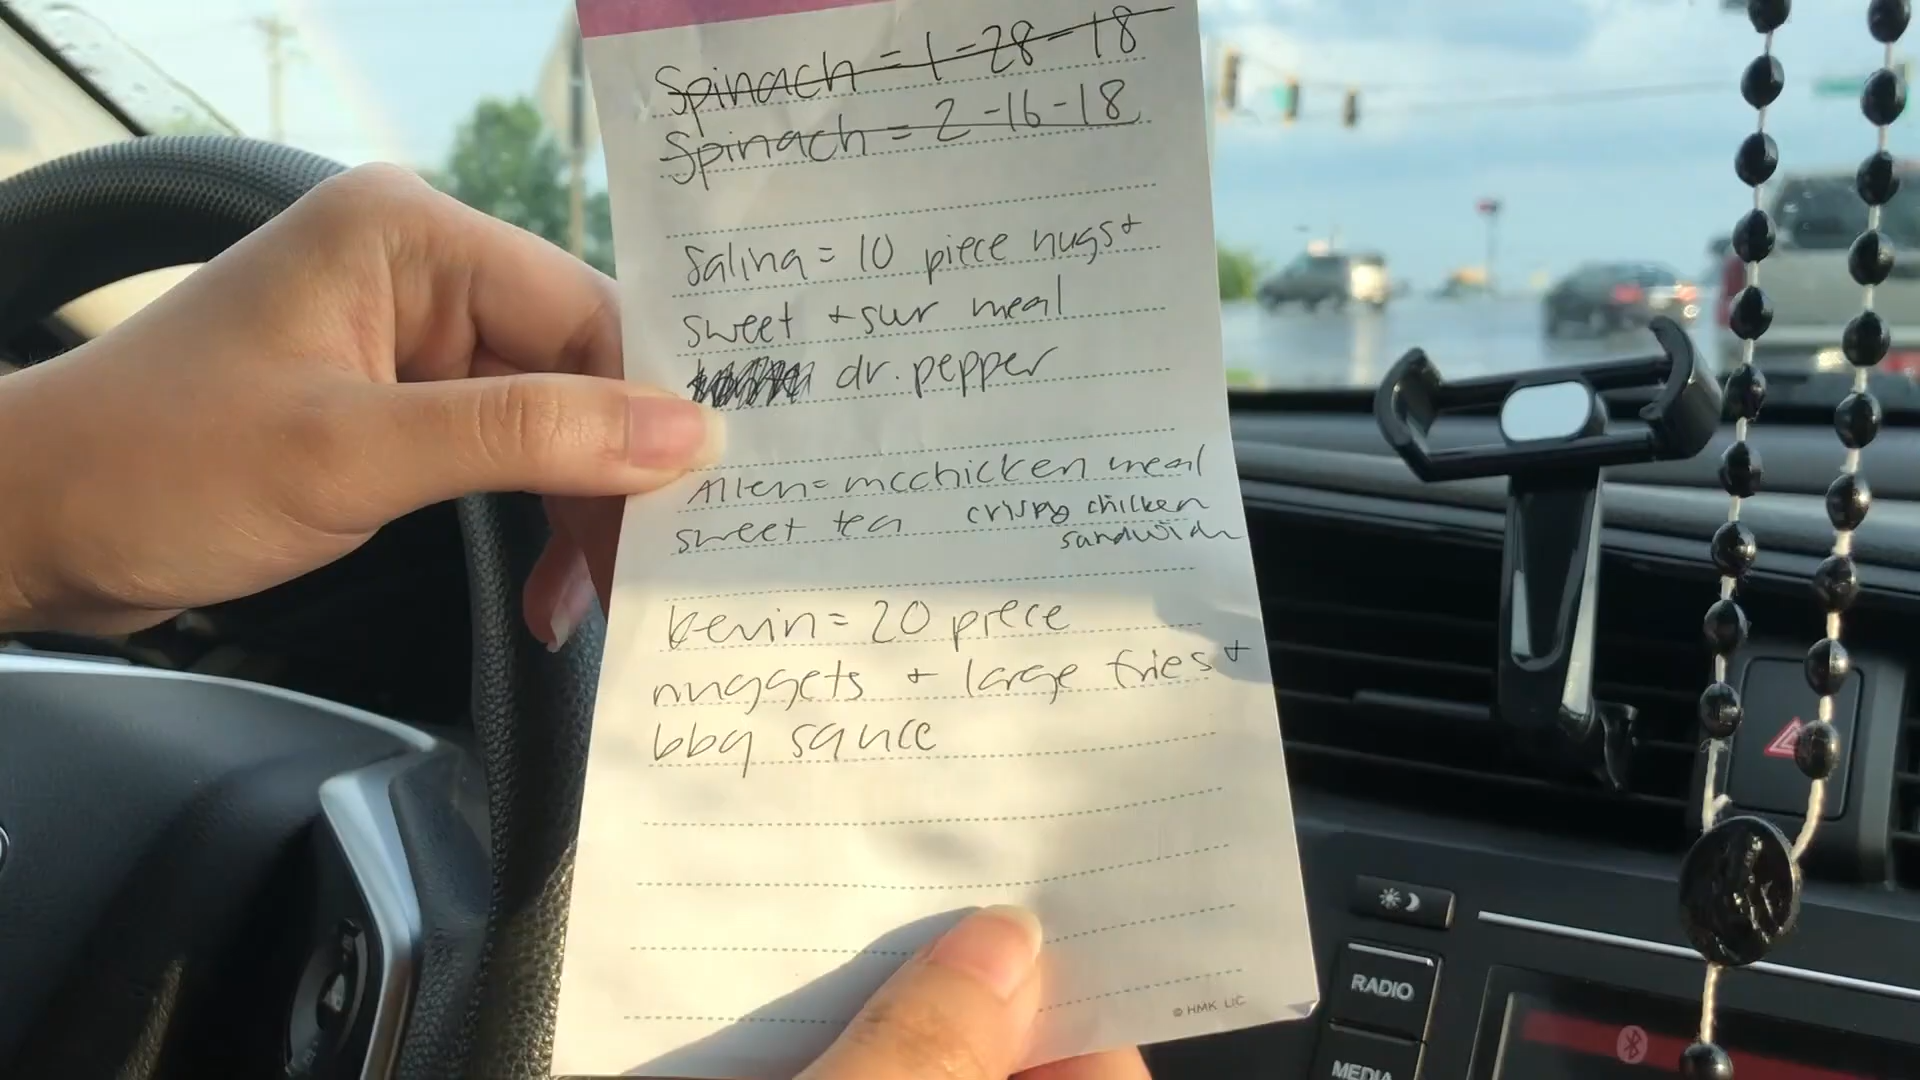 Spinach = 1-28-18
Spinach = 2-16-18
Salina = 10 piece nugs +
sweet + sur meal
dr. pepper
Allen = mcchicken meal
sweet tea crispy chicken
sandwich
Kevin = 20 piece
nuggets + large fries +
bbq sauce
© HMK LIC
RADIO
MEDIA